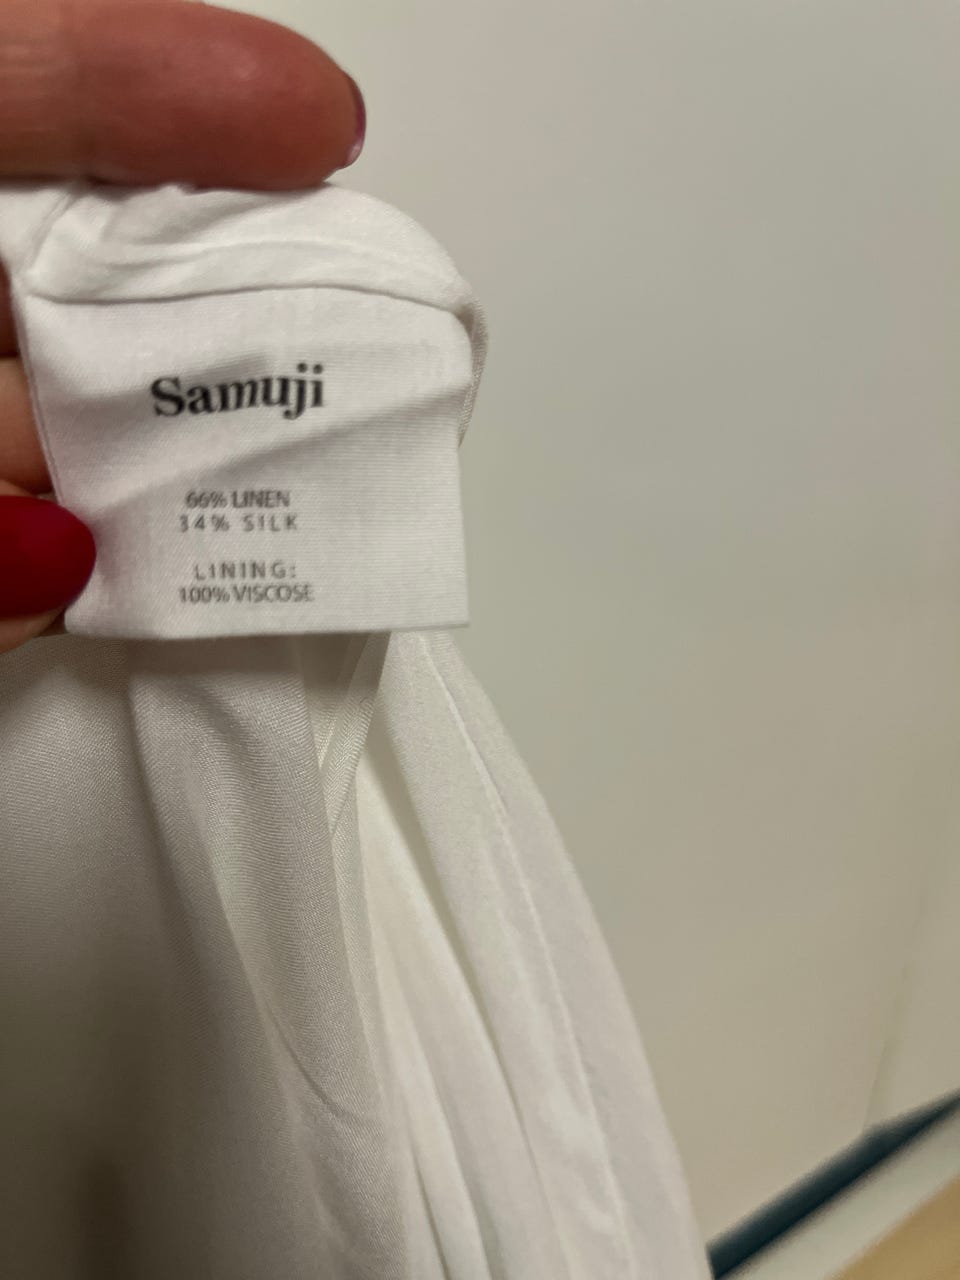 Samuji
66% LINEN
34% SILK
LINING:
100% VISCOSE